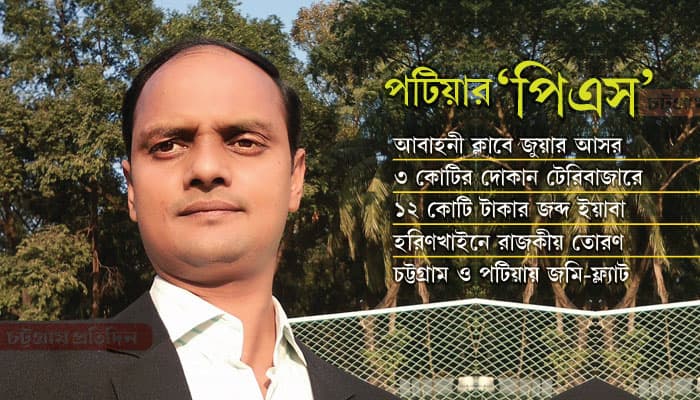 পটিয়ার ‘পিএস’
আবাহনী ক্লাবে জুয়ার আসর
৩ কোটির দোকান টেরিবাজারে
১২ কোটি টাকার জব্দ ইয়াবা
হরিণখাইনে রাজকীয় তোরণ
চট্টগ্রাম ও পটিয়ায় জমি-ফ্ল্যাট
চট্টগ্রাম প্রতিদিন